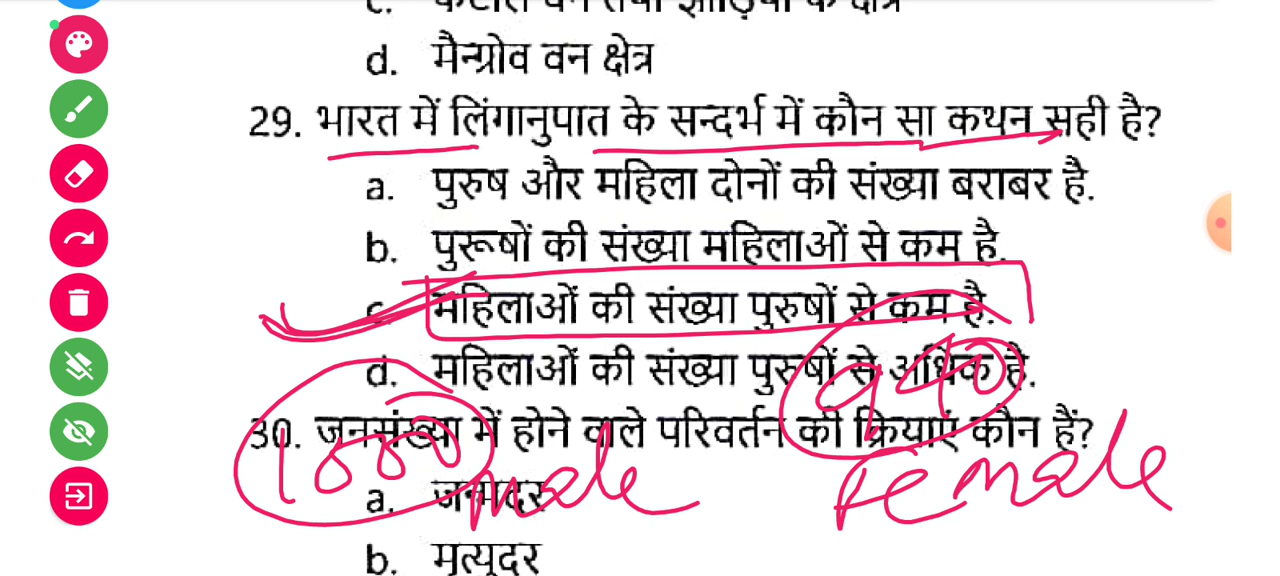 d. मैन्ग्रोव वन क्षेत्र
29. भारत में लिंगानुपात के सन्दर्भ में कौन सा कथन सही है?
a. पुरुष और महिला दोनों की संख्या बराबर है.
b. पुरूषों की संख्या महिलाओं से कम है.
c. महिलाओं की संख्या पुरुषों से कम है.
d. महिलाओं की संख्या पुरुषों से अधिक है.
940
30. जनसंख्या में होने वाले परिवर्तन की क्रियाएं कौन हैं?
1000 male Female
a. जन्मदर
b. मृत्यूदर